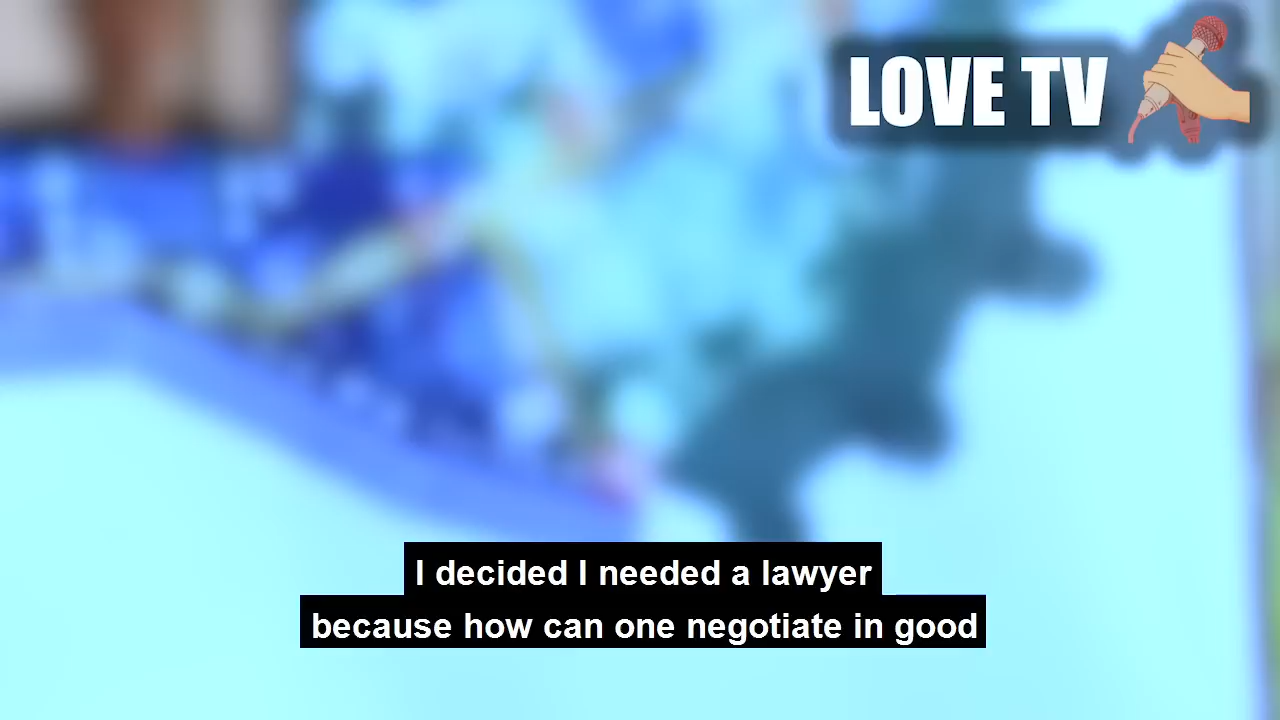 LOVE TV
I decided I needed a lawyer
because how can one negotiate in good